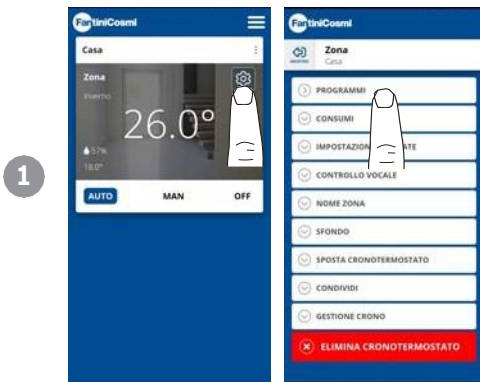 1
FantiniCosmi
Casa
Zona
Inverno
26.0°
57%
18.0°
AUTO MAN OFF
FantiniCosmi
Zona
Casa
PROGRAMMI
CONSUMI
CONTROLLO VOCALE
NOME ZONA
SFONDO
SPOSTA CRONOTERMOSTATO
CONDIVIDI
GESTIONE CRONO
ELIMINA CRONOTERMOSTATO